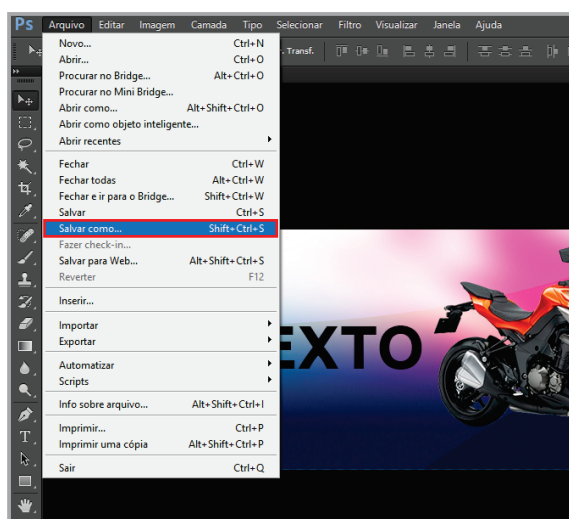 Ps Arquivo Editar Imagem Camada Tipo Selecionar Filtro Visualizar Janela Ajuda
. Transf.
Novo... Ctrl+N
Abrir... Ctrl+O
Procurar no Bridge... Alt+Ctrl+O
Procurar no Mini Bridge...
Abrir como... Alt+Shift+Ctrl+O
Abrir como objeto inteligente...
Abrir recentes
Fechar Ctrl+W
Fechar todas Alt+Ctrl+W
Fechar e ir para o Bridge... Shift+Ctrl+W
Salvar Ctrl+S
Salvar como... Shift+Ctrl+S
Fazer check-in...
Salvar para Web... Alt+Shift+Ctrl+S
Reverter F12
Inserir...
Importar
Exportar
Automatizar
Scripts
Info sobre arquivo... Alt+Shift+Ctrl+I
Imprimir... Ctrl+P
Imprimir uma cópia Alt+Shift+Ctrl+P
Sair Ctrl+Q
EXTO